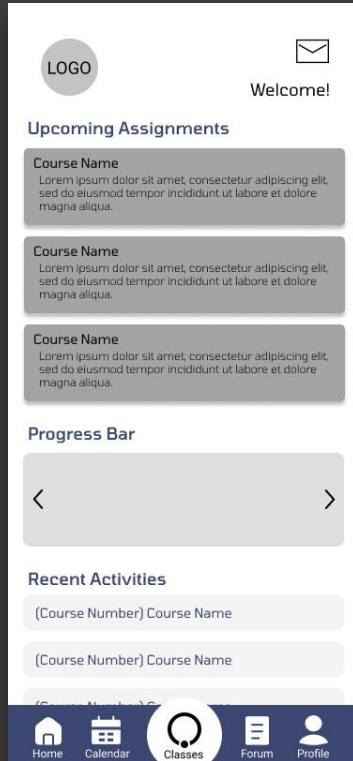 LOGO
Welcome!
Upcoming Assignments
Course Name
Lorem ipsum dolor sit amet, consectetur adipiscing elit,
sed do eiusmod tempor incididunt ut labore et dolore
magna aliqua.
Course Name
Lorem ipsum dolor sit amet, consectetur adipiscing elit,
sed do eiusmod tempor incididunt ut labore et dolore
magna aliqua.
Course Name
Lorem ipsum dolor sit amet, consectetur adipiscing elit,
sed do eiusmod tempor incididunt ut labore et dolore
magna aliqua.
Progress Bar
Recent Activities
(Course Number) Course Name
(Course Number) Course Name
Home
Calendar
Classes
Forum
Profile